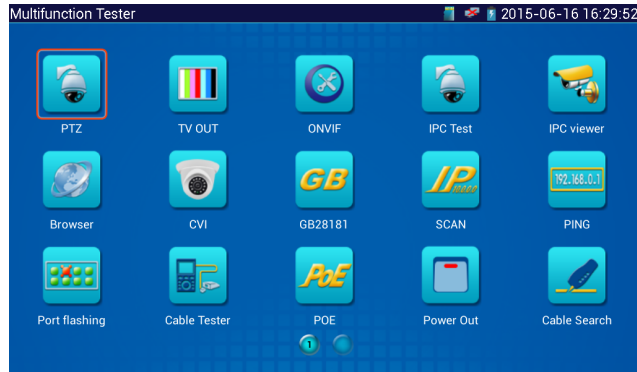 Multifunction Tester 2015-06-16 16:29:52
PTZ TV OUT ONVIF IPC Test IPC viewer
GB IP 192.168.0.1
Browser CVI GB28181 SCAN PING
PoE
Port flashing Cable Tester POE Power Out Cable Search
1